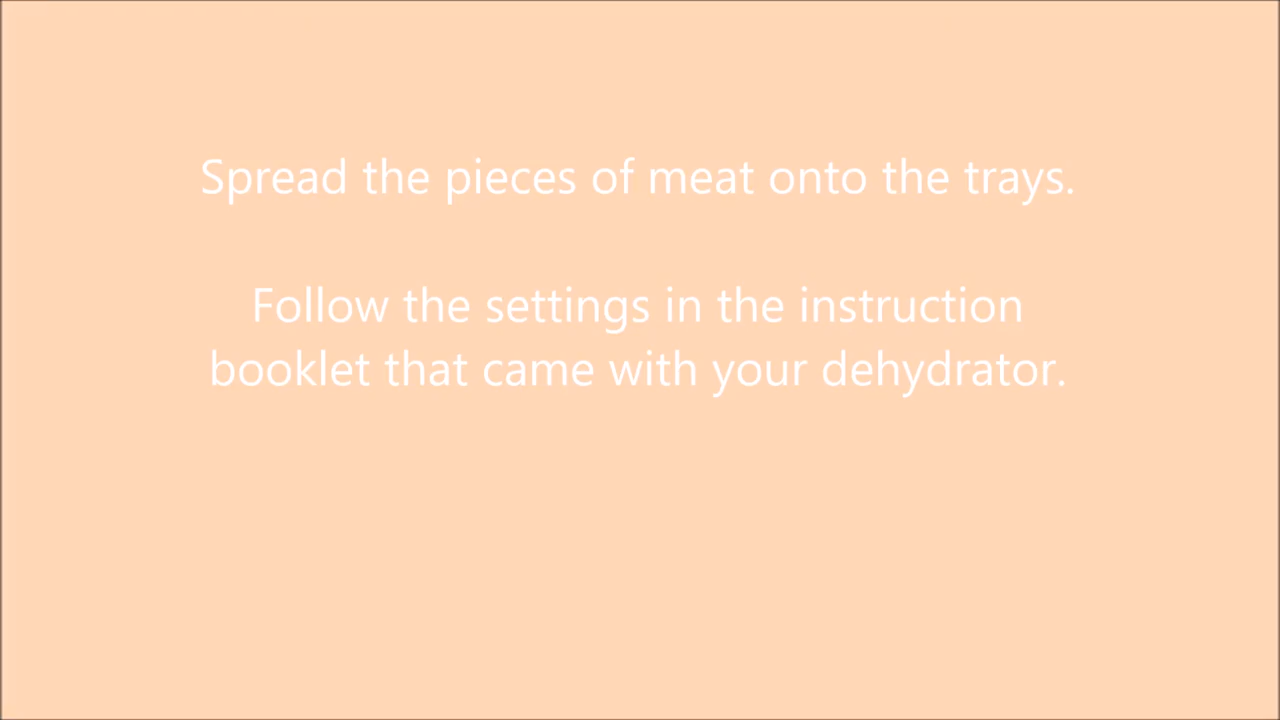 Spread the pieces of meat onto the trays.
Follow the settings in the instruction
booklet that came with your dehydrator.